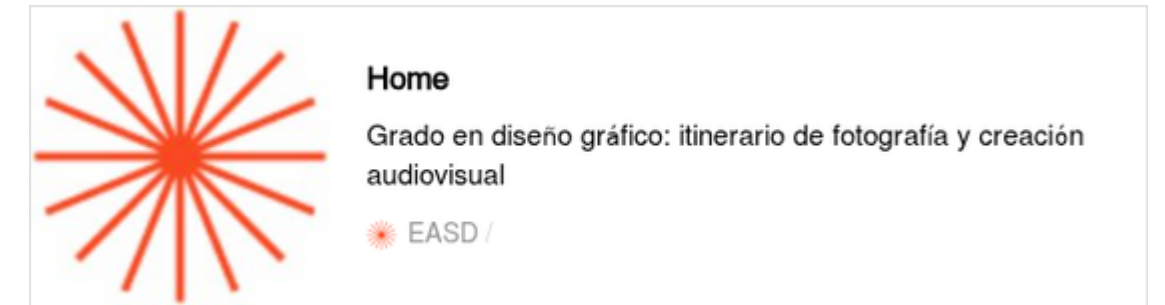 Home
Grado en diseño gráfico: itinerario de fotografía y creación
audiovisual
EASD /